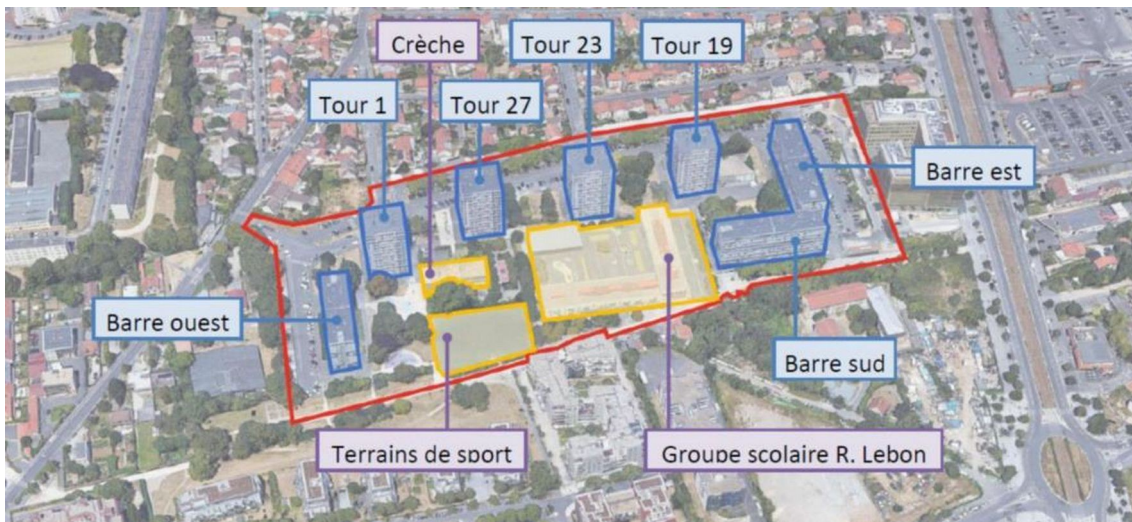 Crèche
Tour 23
Tour 19
Tour 1
Tour 27
Barre est
Barre ouest
Barre sud
Terrains de sport
Groupe scolaire R. Lebon